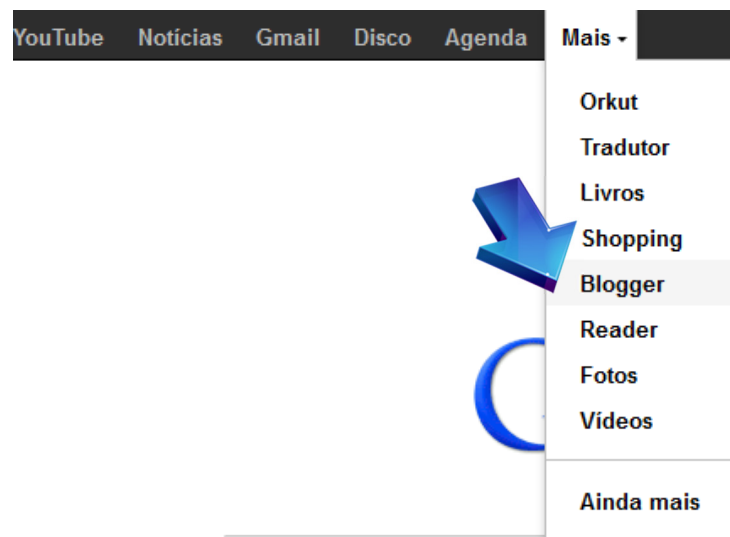 YouTube Notícias Gmail Disco Agenda Mais
Orkut
Tradutor
Livros
Shopping
Blogger
Reader
Fotos
Vídeos
Ainda mais